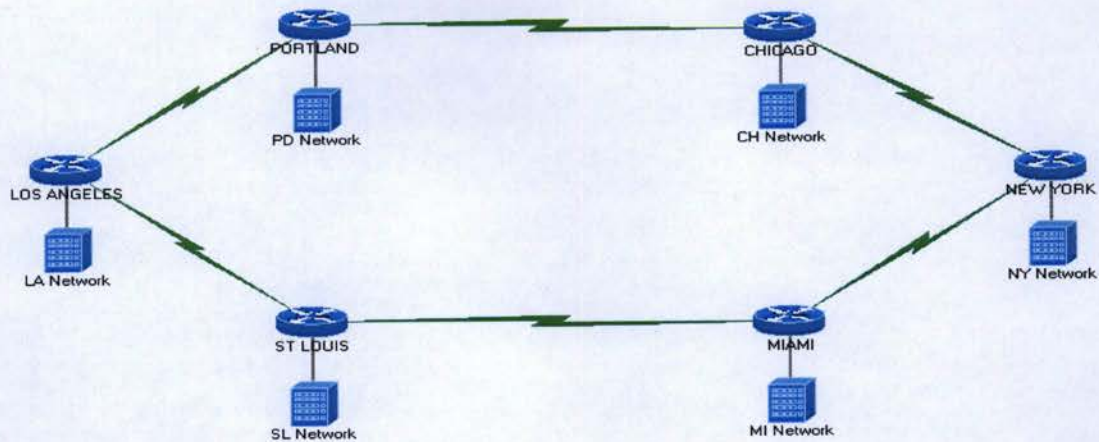 PORTLAND
CHICAGO
PD Network
CH Network
LOS ANGELES
NEW YORK
LA Network
NY Network
ST LOUIS
MIAMI
SL Network
MI Network